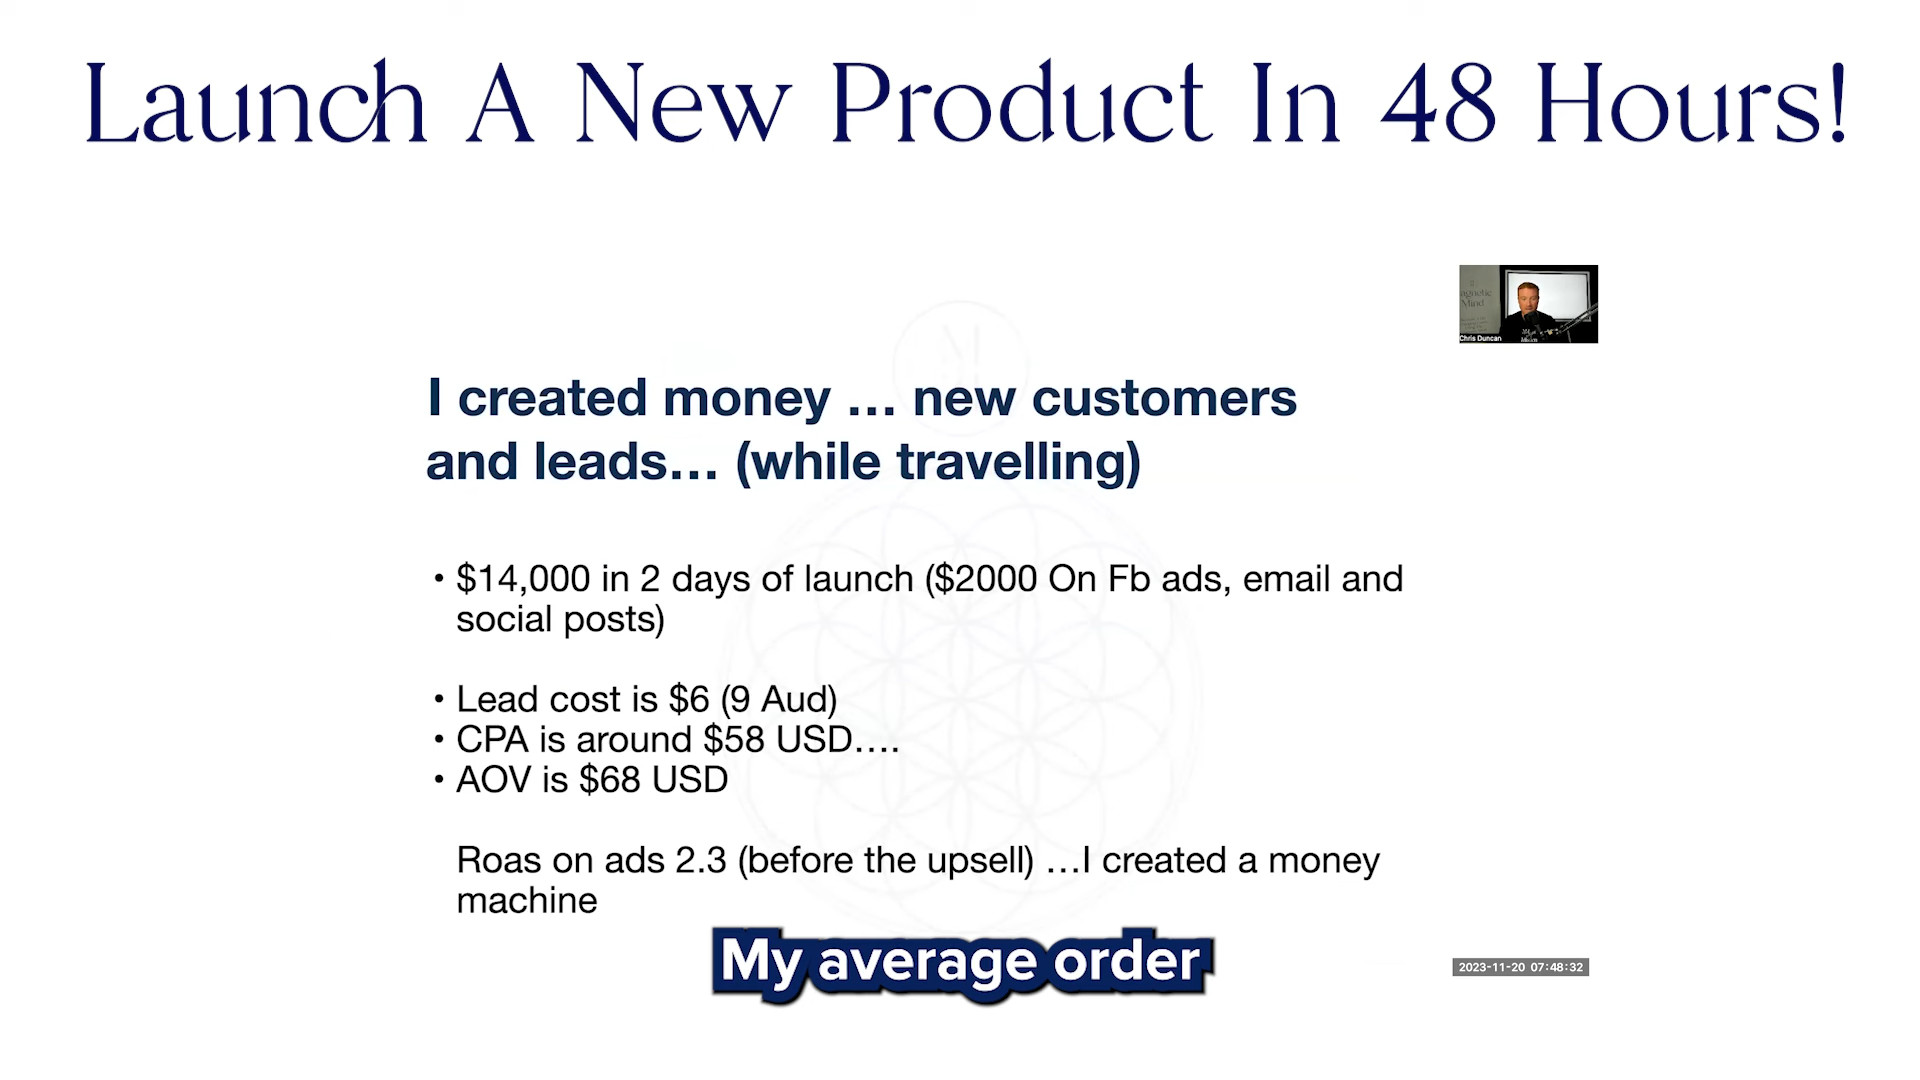 Launch A New Product In 48 Hours!
Magnetic
Mind
Chris Duncan
I created money … new customers
and leads… (while travelling)
• $14,000 in 2 days of launch ($2000 On Fb ads, email and
social posts)
• Lead cost is $6 (9 Aud)
• CPA is around $58 USD….
• AOV is $68 USD
Roas on ads 2.3 (before the upsell) …I created a money
machine
My average order
2023-11-20 07:48:32